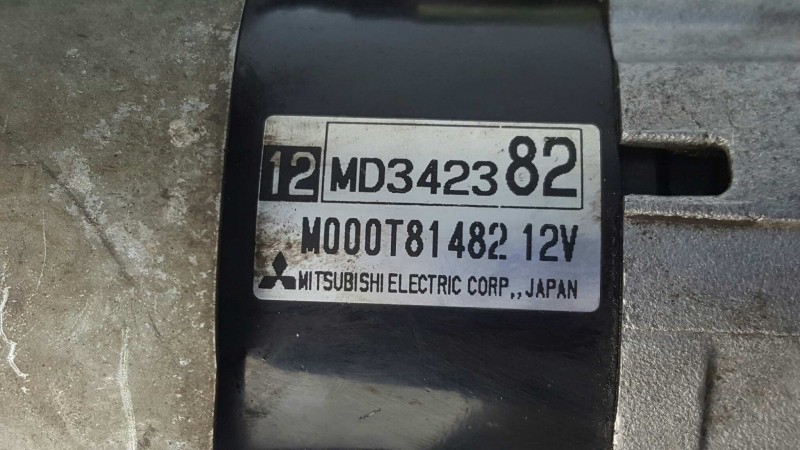 12 MD342382
M000T81482 12V
MITSUBISHI ELECTRIC CORP,, JAPAN